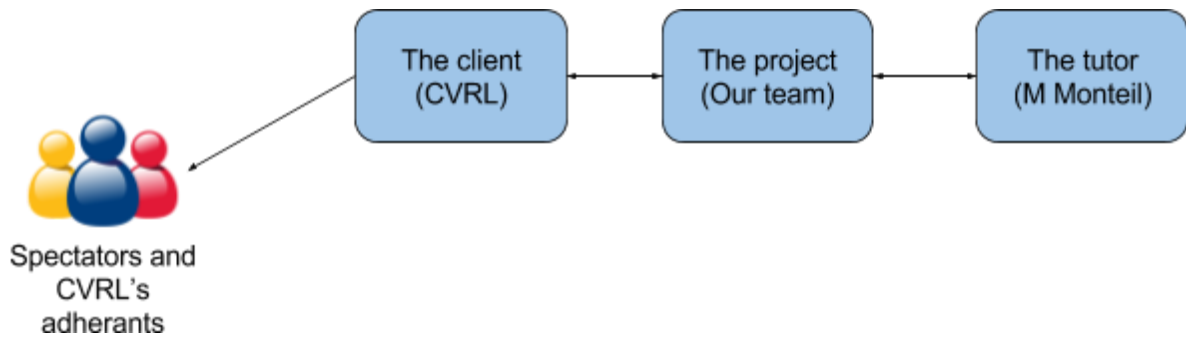 The client
(CVRL)
The project
(Our team)
The tutor
(M Monteil)
Spectators and
CVRL's
adherants